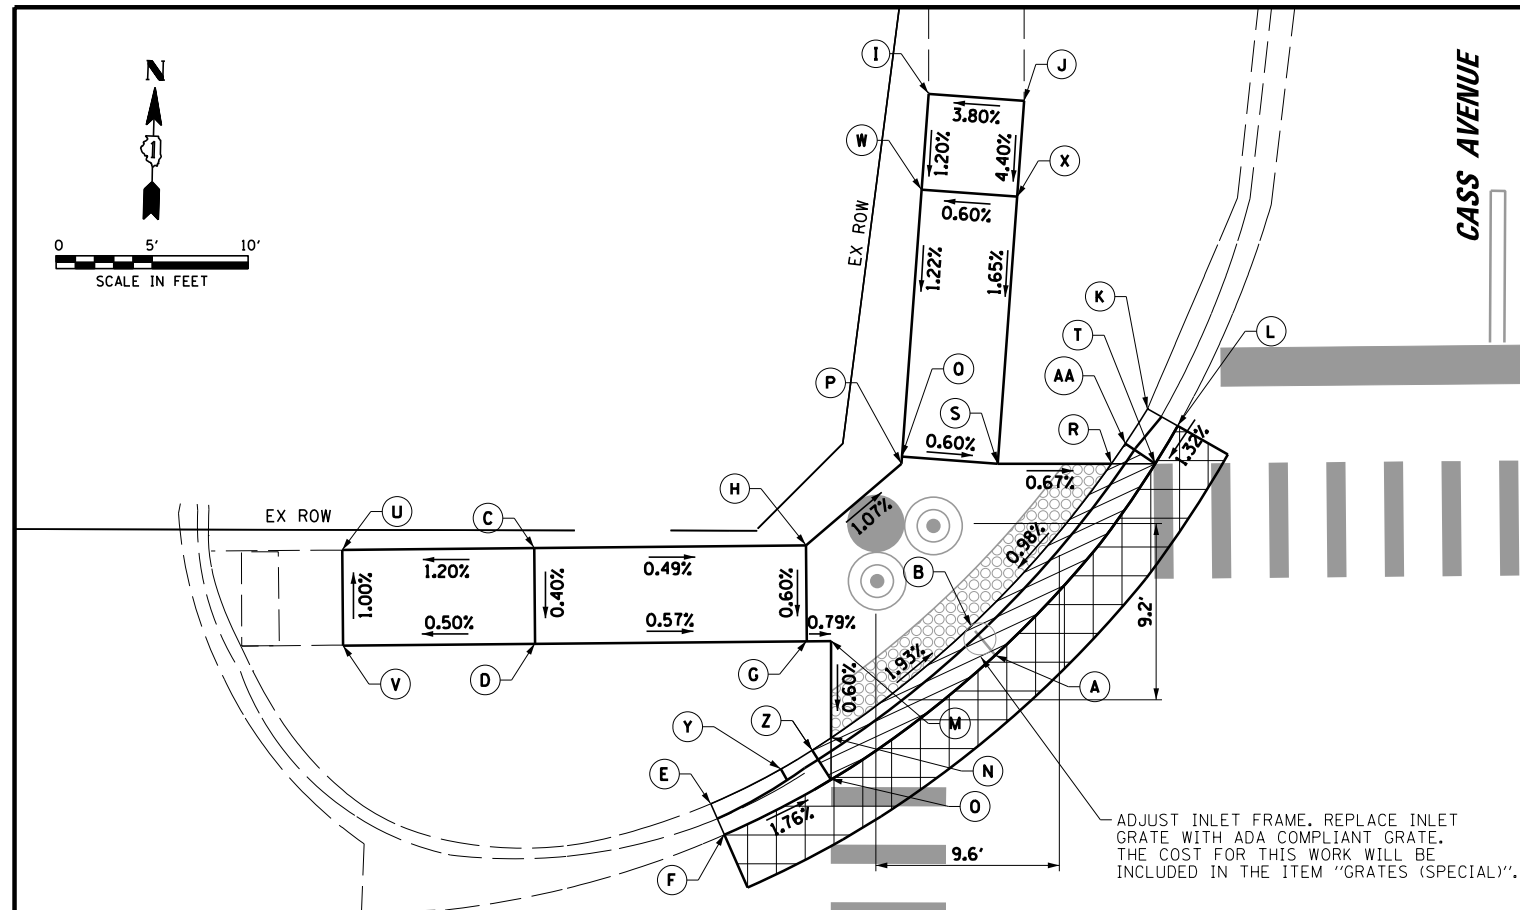 N
1
0 5' 10'
SCALE IN FEET
CASS AVENUE
I
J
3.80%
W
1.20%
4.40%
X
0.60%
EX ROW
1.22%
1.65%
K
T
L
AA
P
Q
S
R
1.32%
0.60%
0.67%
H
EX ROW
U
C
1.07%
0.98%
1.20%
0.49%
B
1.00%
0.40%
0.60%
0.50%
0.57%
0.79%
9.2'
V
D
G
0.60%
1.93%
A
M
Z
Y
N
E
O
1.76%
F
9.6'
ADJUST INLET FRAME. REPLACE INLET
GRATE WITH ADA COMPLIANT GRATE.
THE COST FOR THIS WORK WILL BE
INCLUDED IN THE ITEM "GRATES (SPECIAL)".